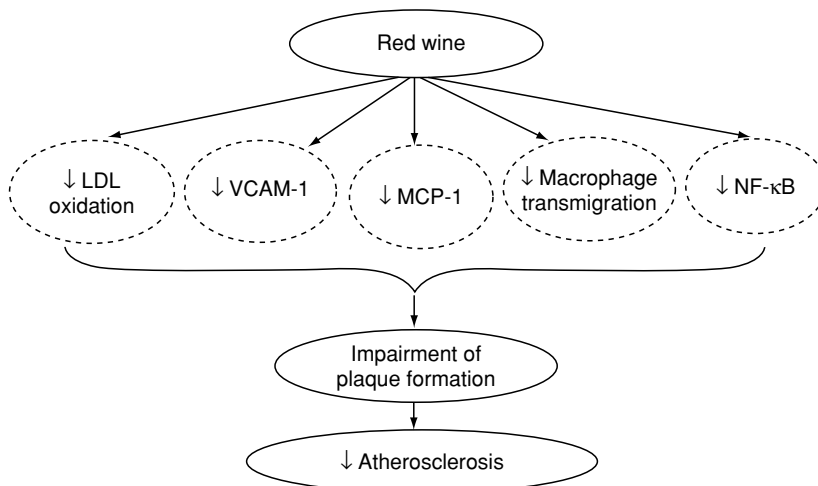 Red wine
↓ LDL
oxidation
↓ VCAM-1
↓ MCP-1
↓ Macrophage
transmigration
↓ NF-κB
Impairment of
plaque formation
↓ Atherosclerosis